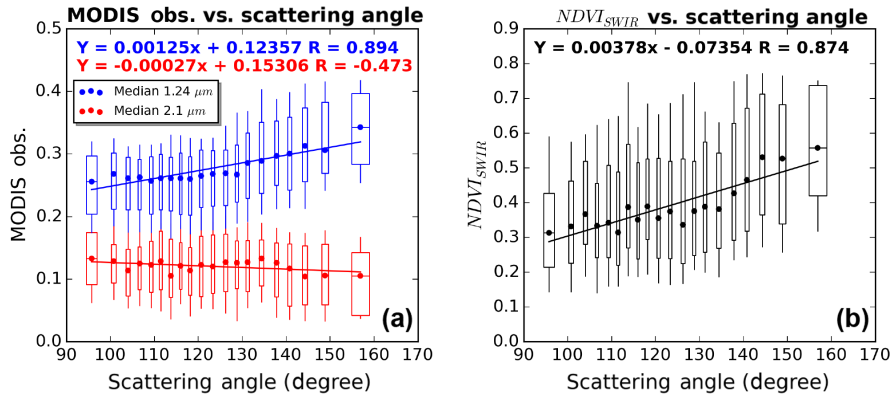 MODIS obs. vs. scattering angle
Y = 0.00125x + 0.12357 R = 0.894
Y = -0.00027x + 0.15306 R = -0.473
Median 1.24 μm
Median 2.1 μm
MODIS obs.
0.5
0.4
0.3
0.2
0.1
0.0
(a)
90 100 110 120 130 140 150 160 170
Scattering angle (degree)
NDVI_SWIR vs. scattering angle
Y = 0.00378x - 0.07354 R = 0.874
NDVI_SWIR
0.9
0.8
0.7
0.6
0.5
0.4
0.3
0.2
0.1
0.0
(b)
90 100 110 120 130 140 150 160 170
Scattering angle (degree)